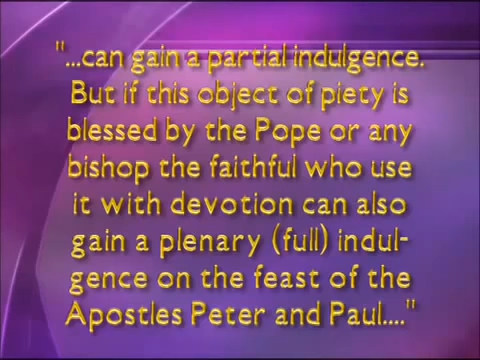 "...can gain a partial indulgence.
But if this object of piety is
blessed by the Pope or any
bishop the faithful who use
it with devotion can also
gain a plenary (full) indul-
gence on the feast of the
Apostles Peter and Paul...."